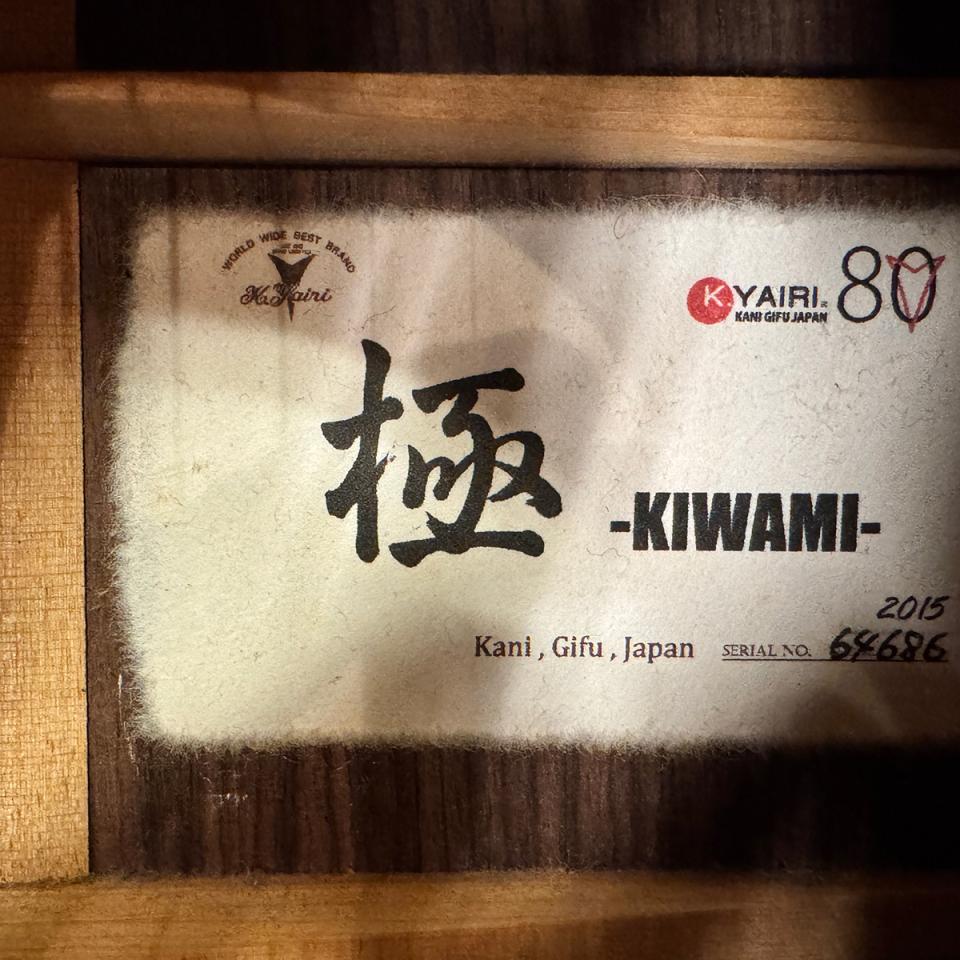 WORLD WIDE BEST BRAND
K. Yairi
K YAIRI 80
KANI GIFU JAPAN
極
-KIWAMI-
2015
Kani , Gifu , Japan SERIAL NO. 64686